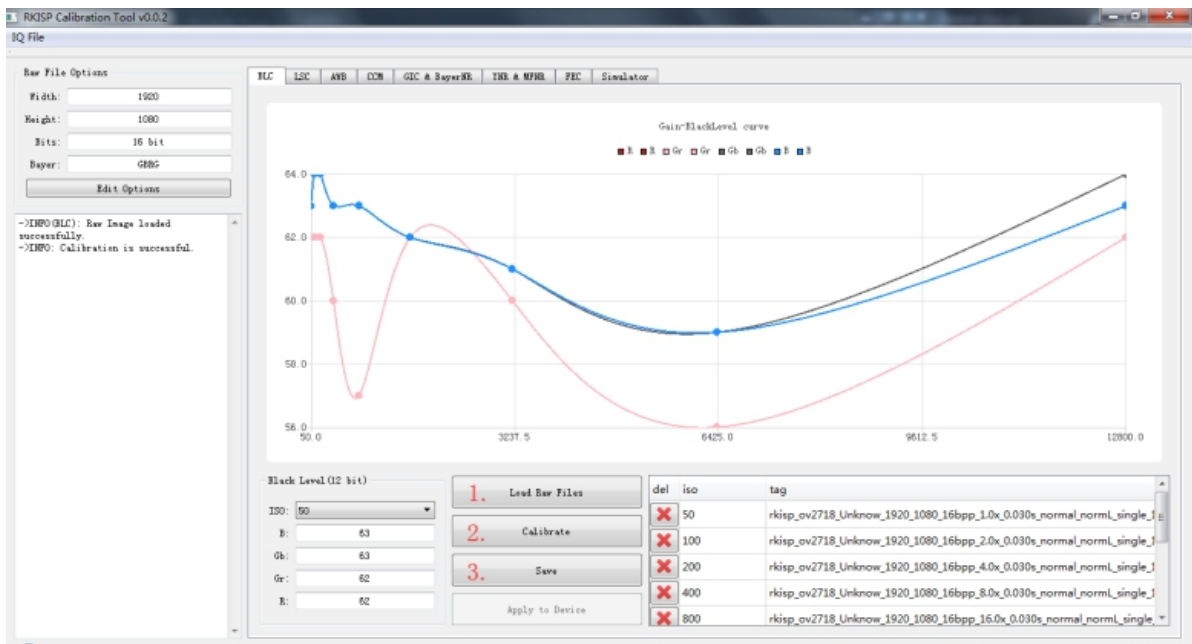 RKISP Calibration Tool v0.0.2
IQ File
Raw File Options
Width: 1920
Height: 1080
Bits: 16 bit
Bayer: GBRG
Edit Options
->INFO(BLC): Raw Image loaded
successfully.
->INFO: Calibration is successful.
BLC LSC AWB CCM GIC & BayerNR YNR & MFNR FEC Simulator
Gain-BlackLevel curve
R R Gr Gr Gb Gb B B
64.0
62.0
60.0
58.0
56.0
50.0 3237.5 6425.0 9612.5 12800.0
Black Level(12 bit)
ISO: 50
B: 63
Gb: 63
Gr: 62
R: 62
1. Load Raw Files
2. Calibrate
3. Save
Apply to Device
del iso tag
50 rkisp_ov2718_Unknow_1920_1080_16bpp_1.0x_0.030s_normal_normL_single_1
100 rkisp_ov2718_Unknow_1920_1080_16bpp_2.0x_0.030s_normal_normL_single_1
200 rkisp_ov2718_Unknow_1920_1080_16bpp_4.0x_0.030s_normal_normL_single_1
400 rkisp_ov2718_Unknow_1920_1080_16bpp_8.0x_0.030s_normal_normL_single_1
800 rkisp_ov2718_Unknow_1920_1080_16bpp_16.0x_0.030s_normal_normL_single_